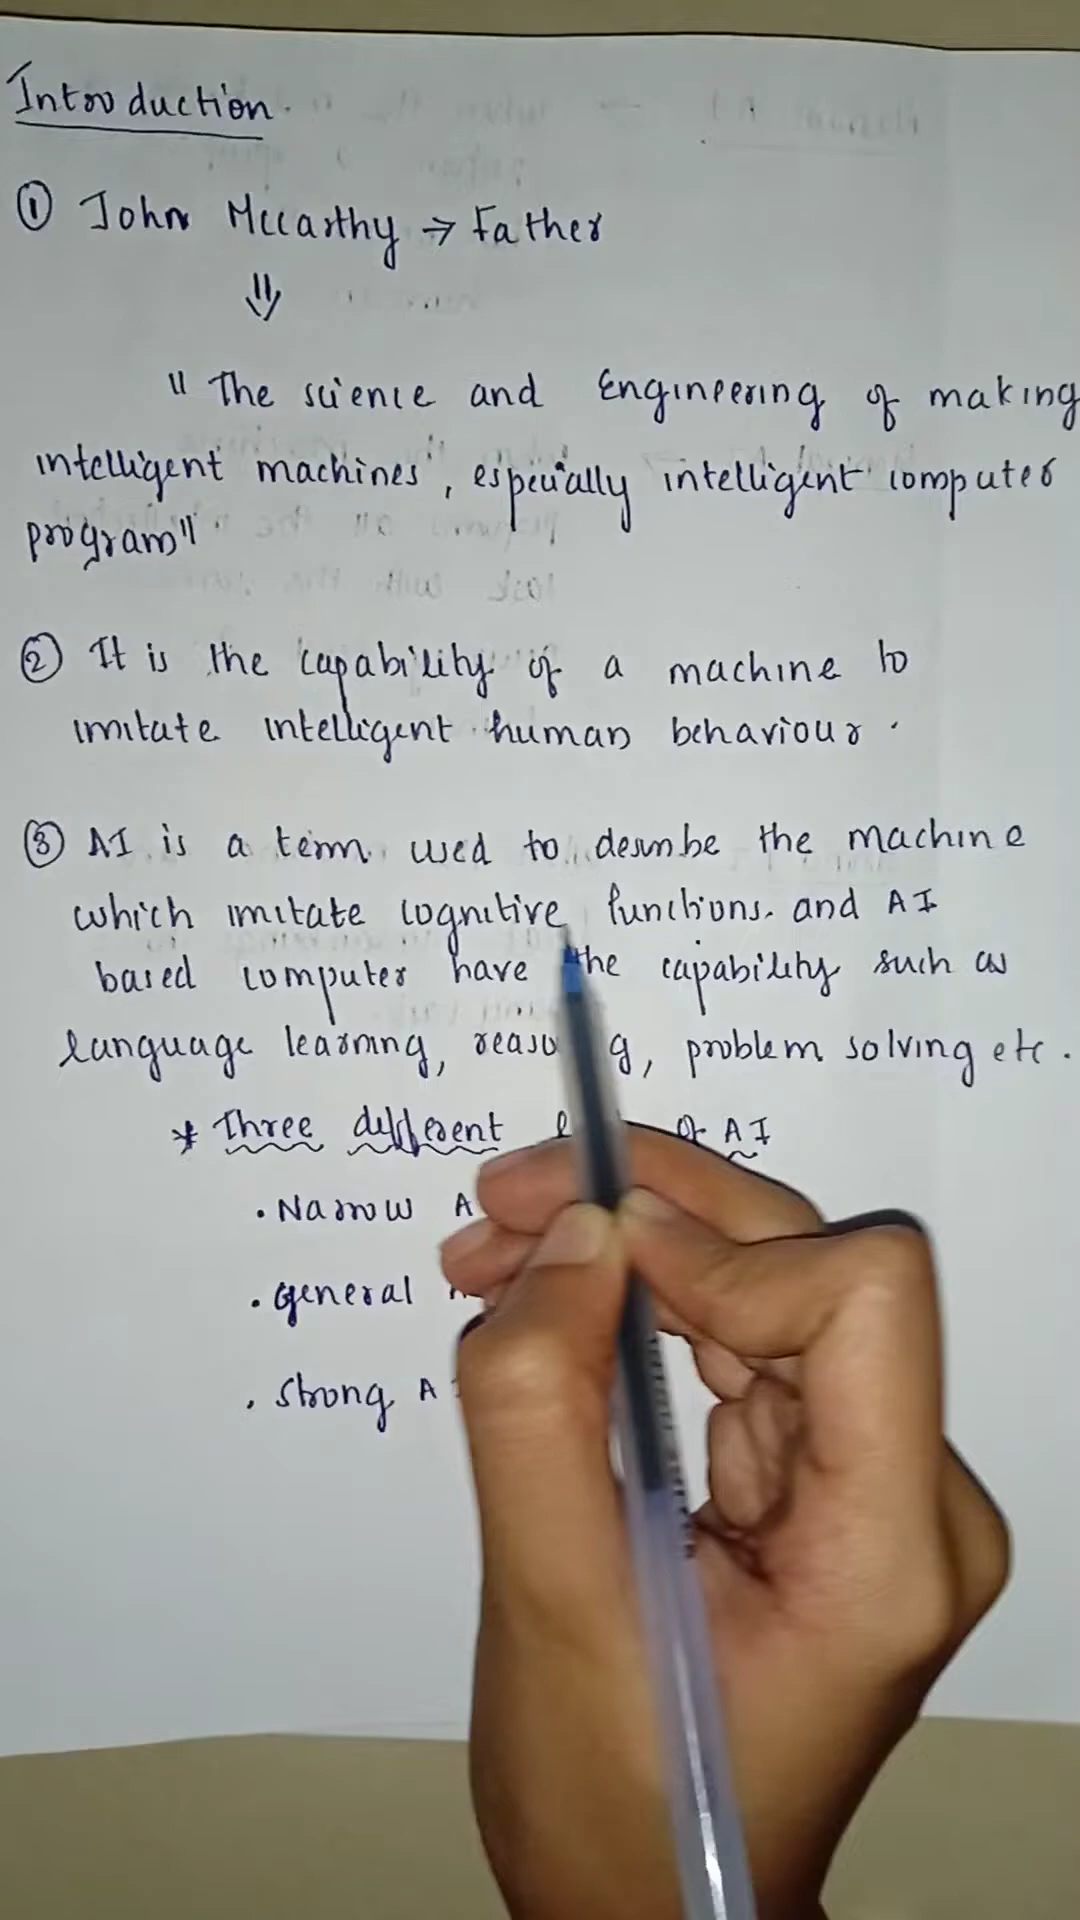 Introduction.
① John Mccarthy → Father
⇓
" The science and Engineering of making
intelligent machines", especially intelligent computer
program"
② It is the capability of a machine to
imitate intelligent human behaviour.
③ AI is a term used to describe the machine
which imitate cognitive functions. and AI
based computer have the capability such as
language learning, problem solving etc.
* Three different of AI
. Narrow A
. general
. Strong A